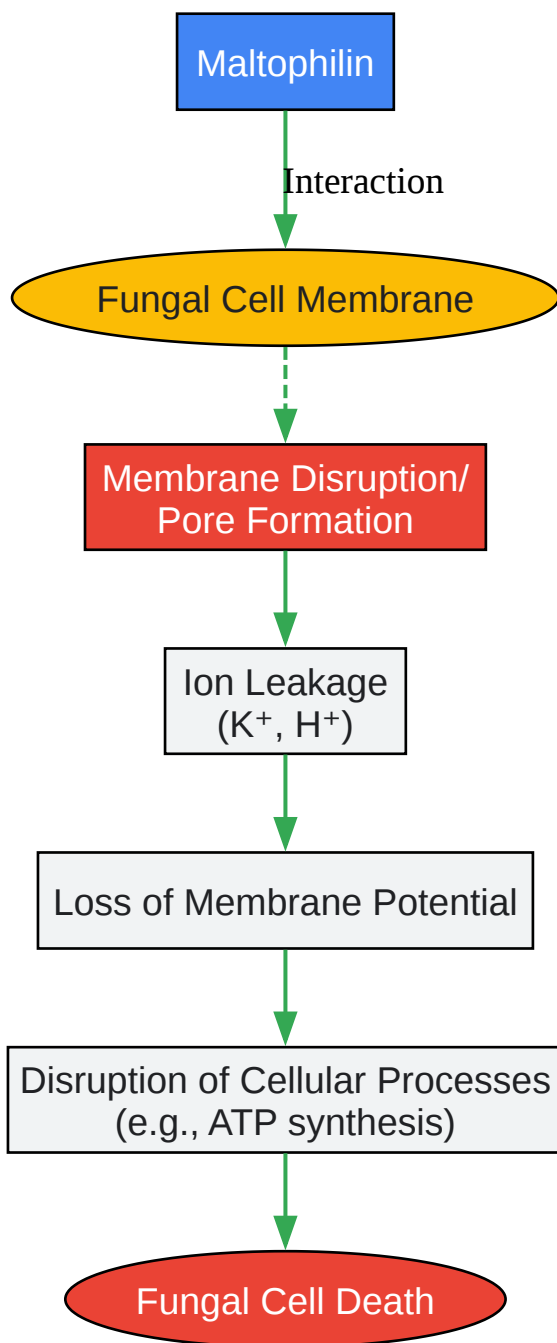 Maltophilin
Interaction
Fungal Cell Membrane
Membrane Disruption/
Pore Formation
Ion Leakage
(K⁺, H⁺)
Loss of Membrane Potential
Disruption of Cellular Processes
(e.g., ATP synthesis)
Fungal Cell Death